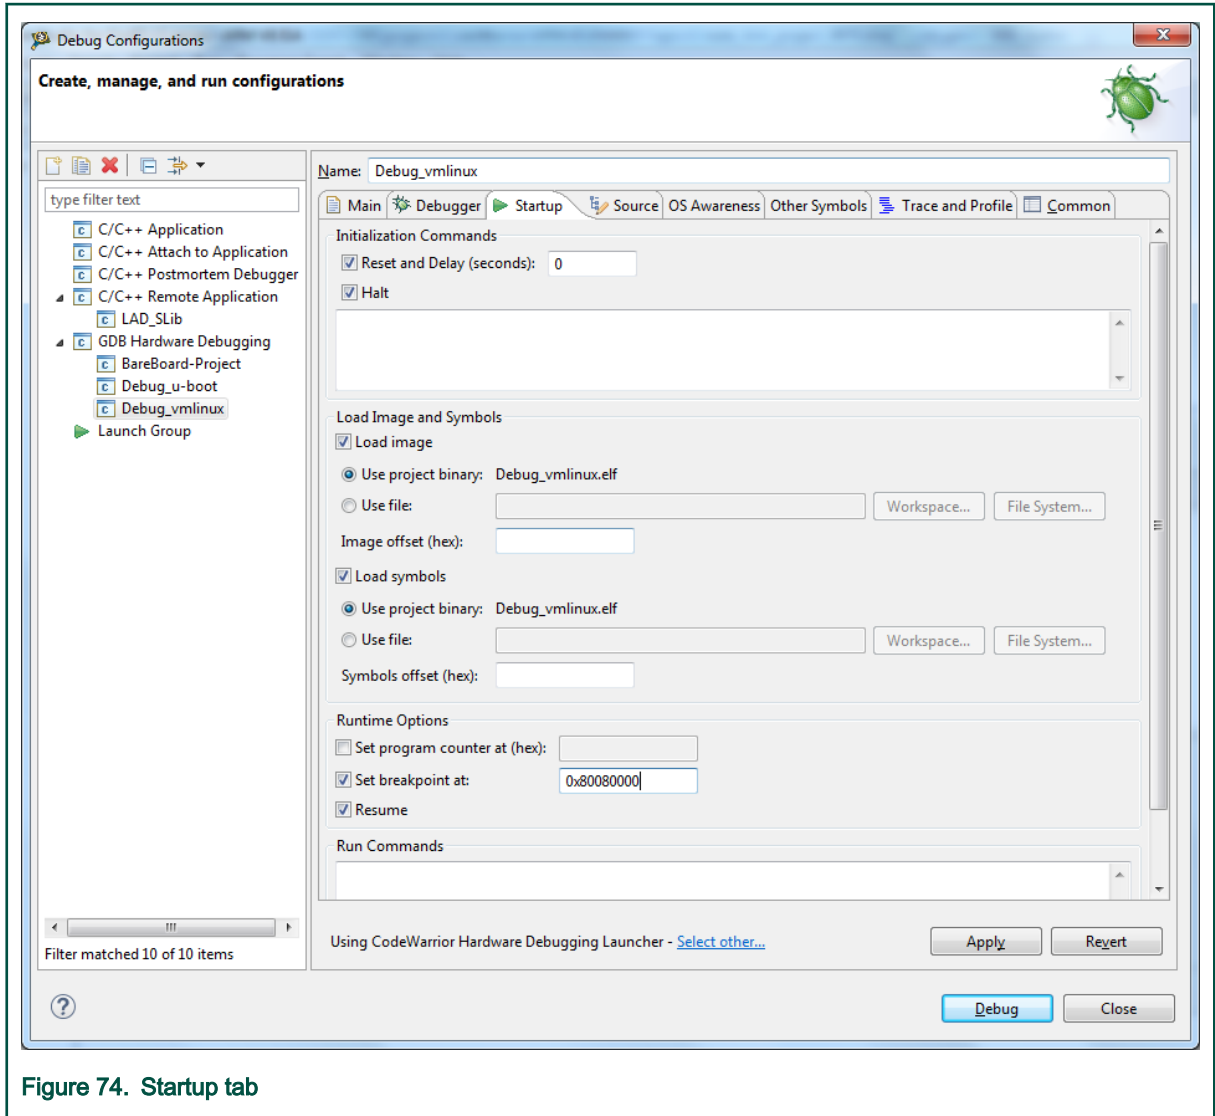 Debug Configurations
Create, manage, and run configurations
type filter text
C/C++ Application
C/C++ Attach to Application
C/C++ Postmortem Debugger
C/C++ Remote Application
LAD_SLib
GDB Hardware Debugging
BareBoard-Project
Debug_u-boot
Debug_vmlinux
Launch Group
Filter matched 10 of 10 items
Name: Debug_vmlinux
Main Debugger Startup Source OS Awareness Other Symbols Trace and Profile Common
Initialization Commands
Reset and Delay (seconds): 0
Halt
Load Image and Symbols
Load image
Use project binary: Debug_vmlinux.elf
Use file: Workspace... File System...
Image offset (hex):
Load symbols
Use project binary: Debug_vmlinux.elf
Use file: Workspace... File System...
Symbols offset (hex):
Runtime Options
Set program counter at (hex):
Set breakpoint at: 0x80080000
Resume
Run Commands
Using CodeWarrior Hardware Debugging Launcher - Select other... Apply Revert
Debug Close
Figure 74. Startup tab